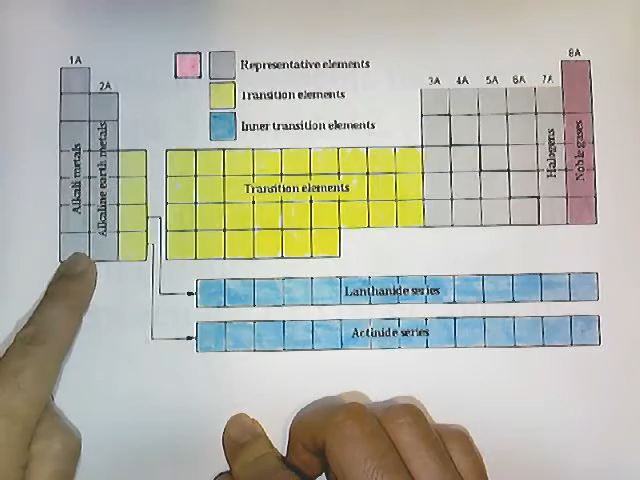 1A
2A
Representative elements
Transition elements
Inner transition elements
3A 4A 5A 6A 7A
8A
Alkali metals
Alkaline earth metals
Transition elements
Halogens
Noble gases
Lanthanide series
Actinide series